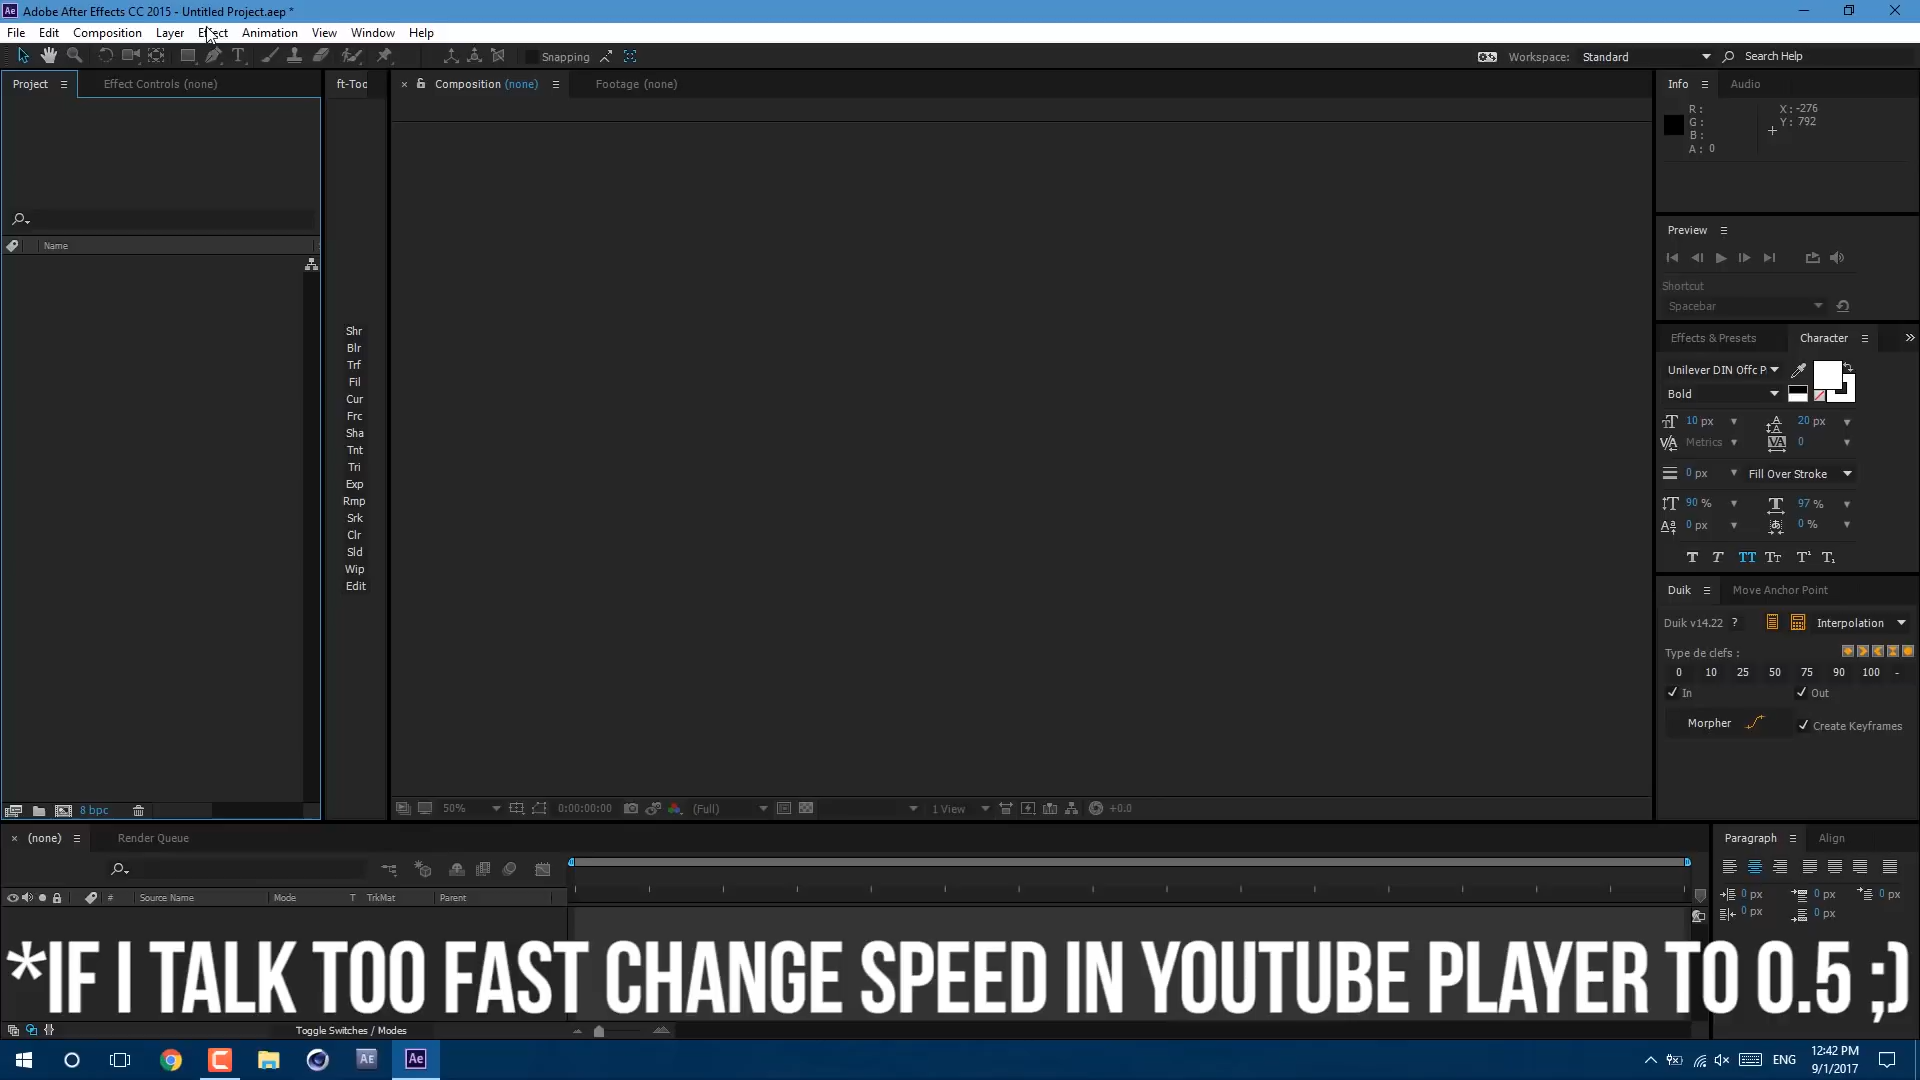 Adobe After Effects CC 2015 - Untitled Project.aep *
File Edit Composition Layer Effect Animation View Window Help
Snapping Workspace: Standard Search Help
Project Effect Controls (none) ft-Too Composition (none) Footage (none) Info Audio
R: X: -276
G: Y: 792
B:
A: 0
Name
Preview
Shortcut
Spacebar
Shr
Blr
Trf
Fil
Cur
Frc
Sha
Tnt
Tri
Exp
Rmp
Srk
Clr
Sld
Wip
Edit
Effects & Presets Character
Unilever DIN Offc P
Bold
10 px 20 px
Metrics 0
0 px Fill Over Stroke
90 % 97 %
0 px 0 %
Duik Move Anchor Point
Duik v14.22 ? Interpolation
Type de clefs :
0 10 25 50 75 90 100 -
In Out
Morpher Create Keyframes
8 bpc 50% 0:00:00:00 (Full) 1 View +0.0
(none) Render Queue Paragraph Align
# Source Name Mode T TrkMat Parent
0 px 0 px 0 px
0 px 0 px
*IF I TALK TOO FAST CHANGE SPEED IN YOUTUBE PLAYER TO 0.5 ;)
Toggle Switches / Modes
ENG 12:42 PM
9/1/2017